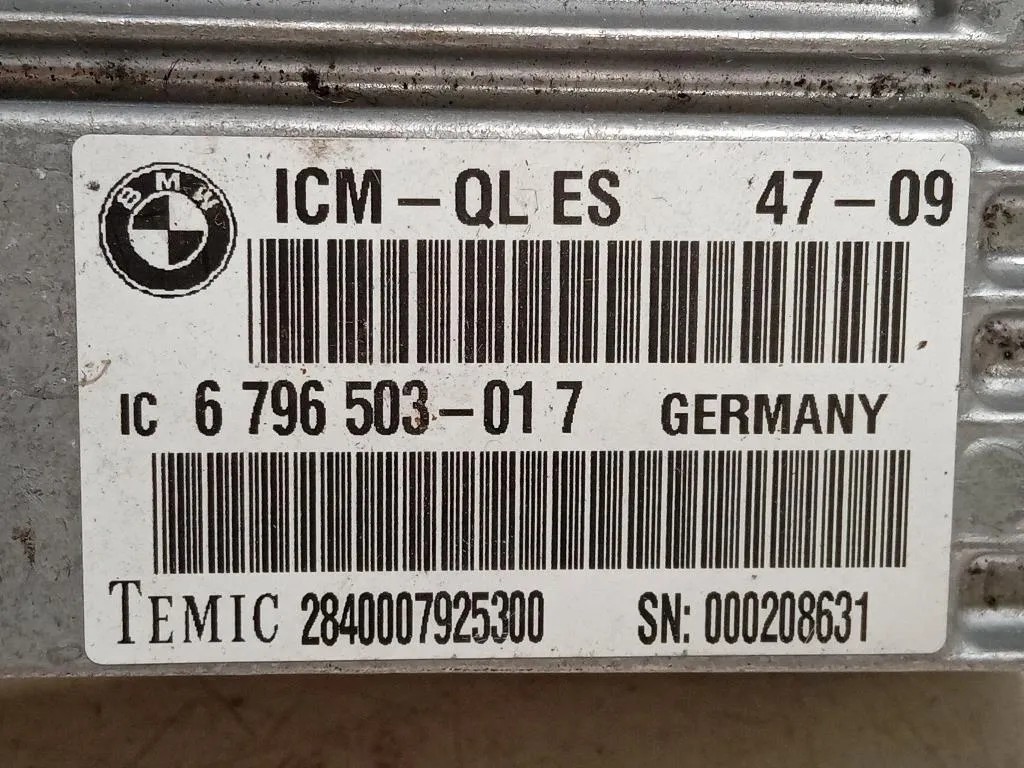 BMW
ICM-QL ES 47-09
IC 6 796 503-01 7 GERMANY
TEMIC 2840007925300 SN: 000208631